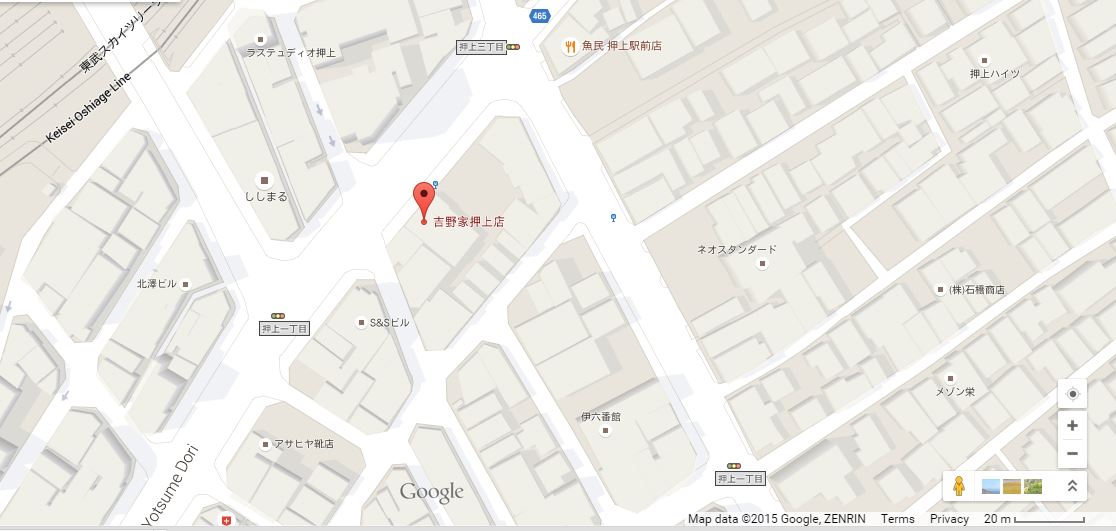 東武スカイツリーラ
465
押上三丁目
魚民 押上駅前店
ラステュディオ押上
押上ハイツ
Keisei Oshiage Line
ししまる
吉野家押上店
ネオスタンダード
北澤ビル
(株)石橋商店
S&Sビル
押上一丁目
メゾン栄
伊六番館
アサヒヤ靴店
押上一丁目
Yotsume Dori
Google
Map data ©2015 Google, ZENRIN Terms Privacy 20 m